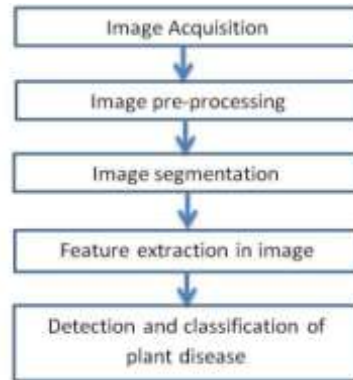 Image Acquisition
Image pre-processing
Image segmentation
Feature extraction in image
Detection and classification of
plant disease